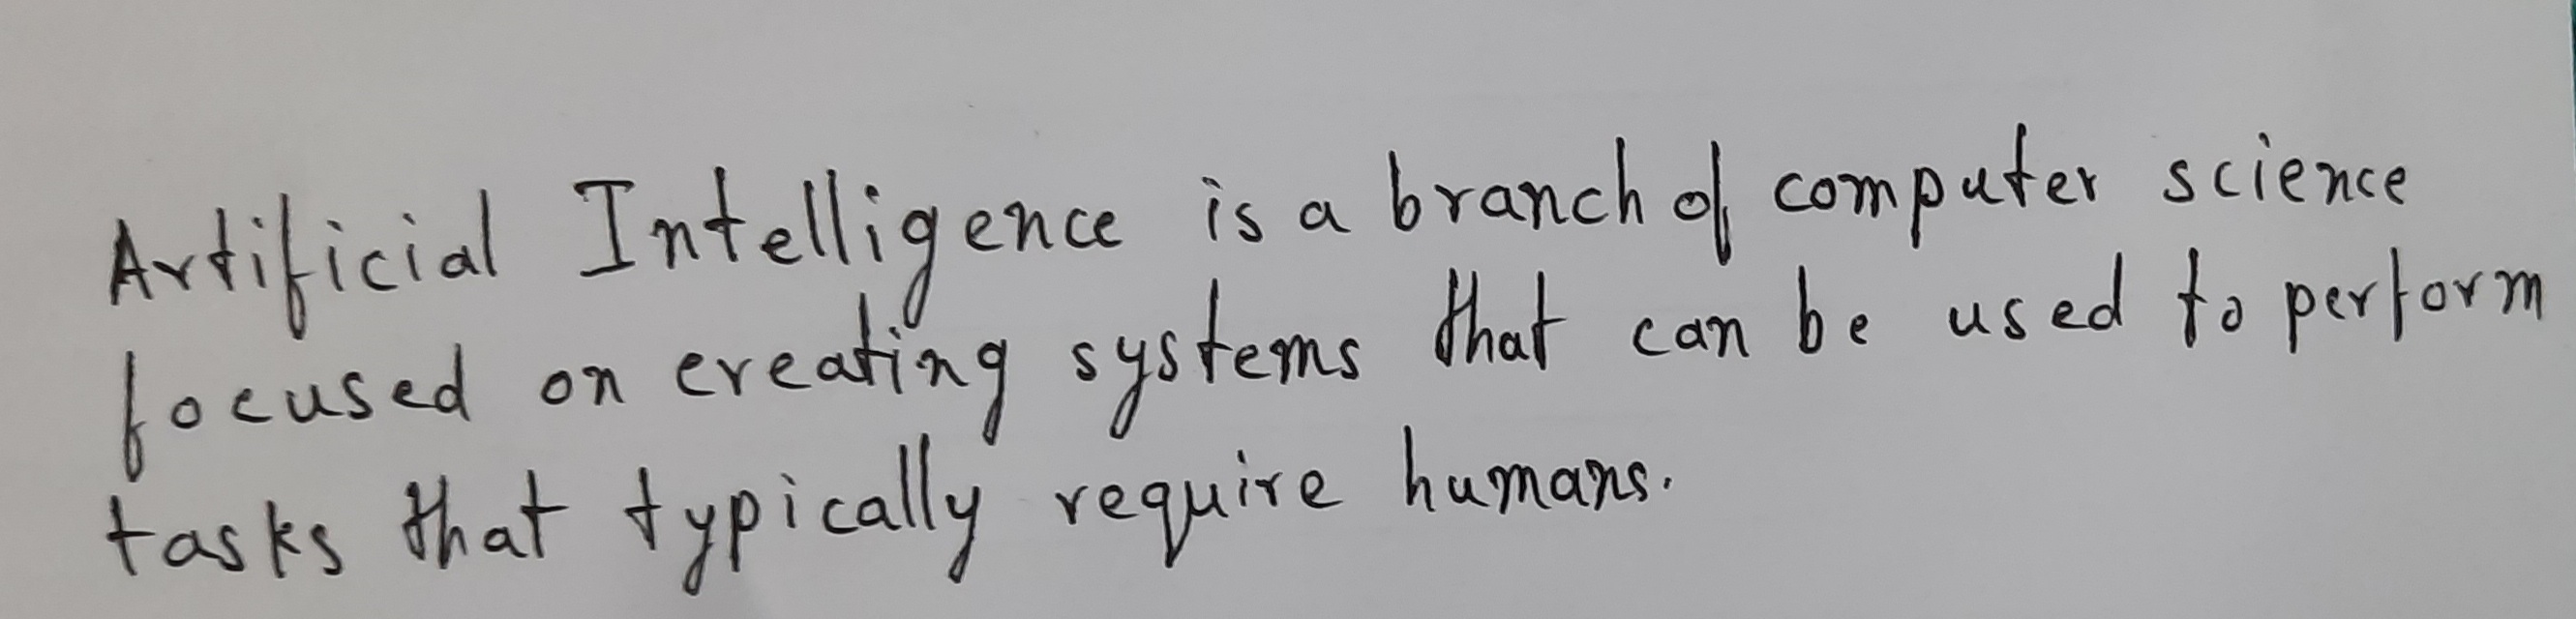 Artificial Intelligence is a branch of computer science
focused on creating systems that can be used to perform
tasks that typically require humans.